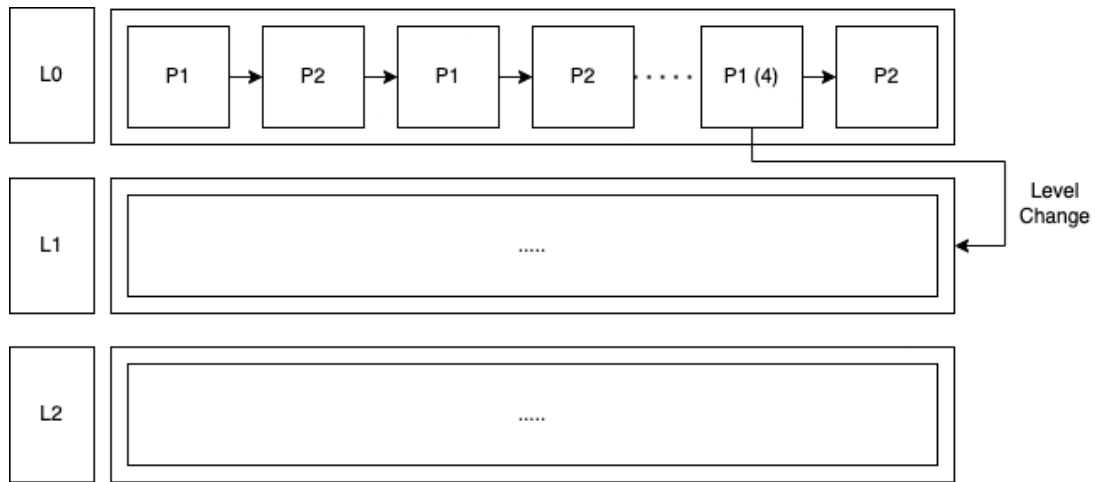 L0
P1
P2
P1
P2
.....
P1 (4)
P2
Level
Change
L1
.....
L2
.....